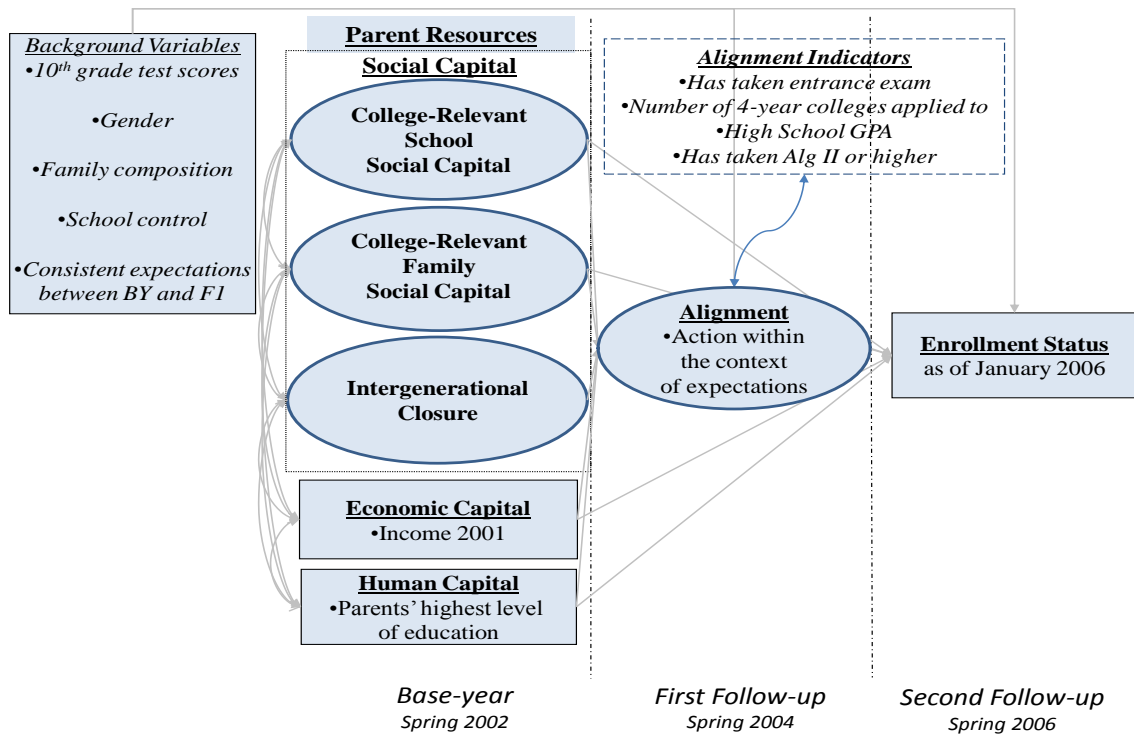 Background Variables
•10th grade test scores
•Gender
•Family composition
•School control
•Consistent expectations
between BY and F1
Parent Resources
Social Capital
College-Relevant
School
Social Capital
College-Relevant
Family
Social Capital
Intergenerational
Closure
Economic Capital
•Income 2001
Human Capital
•Parents' highest level
of education
Alignment Indicators
•Has taken entrance exam
•Number of 4-year colleges applied to
•High School GPA
•Has taken Alg II or higher
Alignment
•Action within
the context
of expectations
Enrollment Status
as of January 2006
Base-year
Spring 2002
First Follow-up
Spring 2004
Second Follow-up
Spring 2006